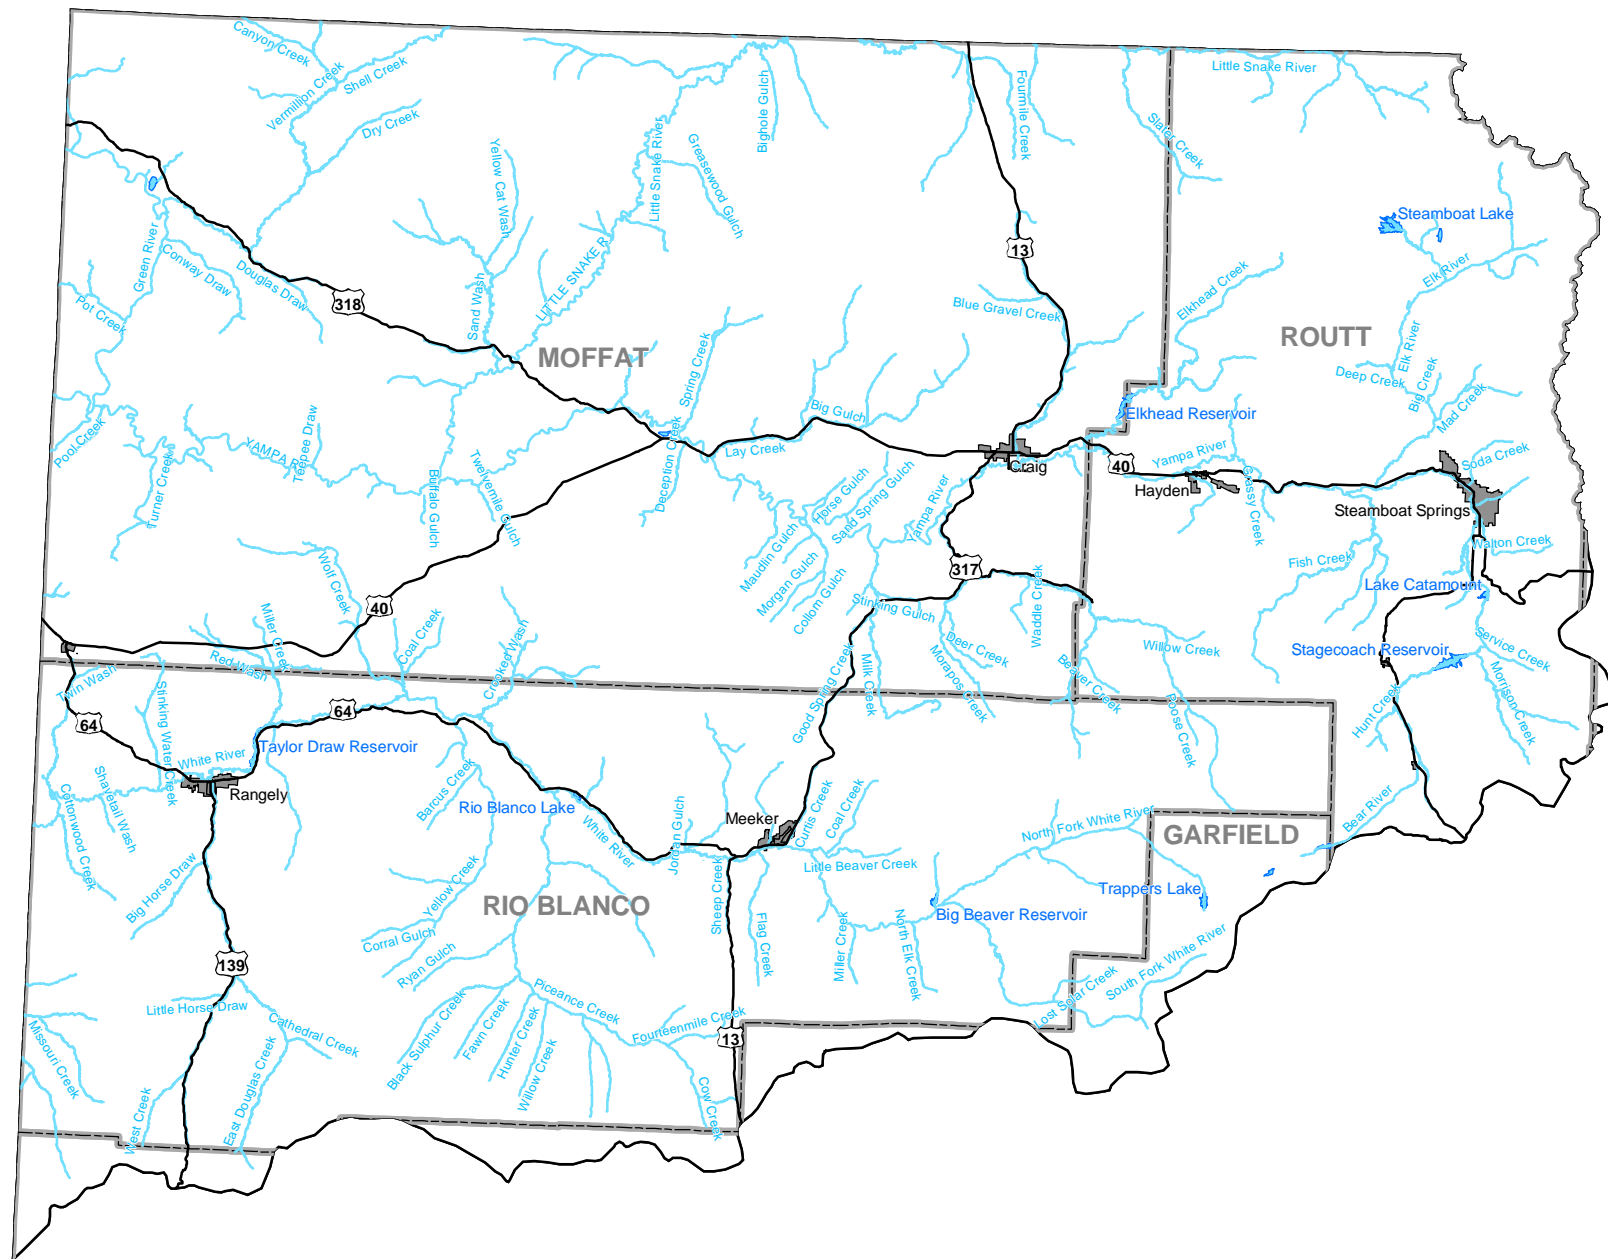 Canyon Creek
Vermillion Creek
Shell Creek
Dry Creek
Little Snake River
Bighole Gulch
Fourmile Creek
Little Snake River
Slater Creek
Yellow Cat Wash
Greasewood Gulch
Green River
Conway Draw
Douglas Draw
Pot Creek
318
Sand Wash
LITTLE SNAKE R
13
Blue Gravel Creek
Elkhead Creek
Steamboat Lake
Elk River
MOFFAT
ROUTT
Spring Creek
Elk River
Deep Creek
Big Creek
Mad Creek
Elkhead Reservoir
Big Gulch
Lay Creek
Pool Creek
YAMPA R
Teepee Draw
Turner Creek
Buffalo Gulch
Twelvemile Gulch
Deception Creek
Craig
40
Yampa River
Hayden
Grassy Creek
Soda Creek
Steamboat Springs
Walton Creek
Horse Gulch
Sand Spring Gulch
Yampa River
Maudlin Gulch
Morgan Gulch
Collom Gulch
317
Fish Creek
Lake Catamount
Wolf Creek
40
Stinking Gulch
Waddle Creek
Miller Creek
Coal Creek
Deer Creek
Willow Creek
Stagecoach Reservoir
Service Creek
Morrison Creek
Twin Wash
Red Wash
Crooked Wash
Good Spring Creek
Milk Creek
Morapos Creek
Beaver Creek
Poose Creek
Hunt Creek
64
64
Stinking Water Creek
White River
Taylor Draw Reservoir
Rangely
Shavetail Wash
Cottonwood Creek
Barcus Creek
Rio Blanco Lake
White River
Jordan Gulch
Meeker
Curtis Creek
Coal Creek
North Fork White River
GARFIELD
Bear River
Big Horse Draw
Yellow Creek
Little Beaver Creek
Trappers Lake
RIO BLANCO
Sheep Creek
Flag Creek
Miller Creek
North Elk Creek
Big Beaver Reservoir
Corral Gulch
Ryan Gulch
139
South Fork White River
Lost Solar Creek
Little Horse Draw
Cathedral Creek
Missouri Creek
Black Sulphur Creek
Fawn Creek
Hunter Creek
Willow Creek
Piceance Creek
Fourteenmile Creek
13
Cow Creek
West Creek
East Douglas Creek